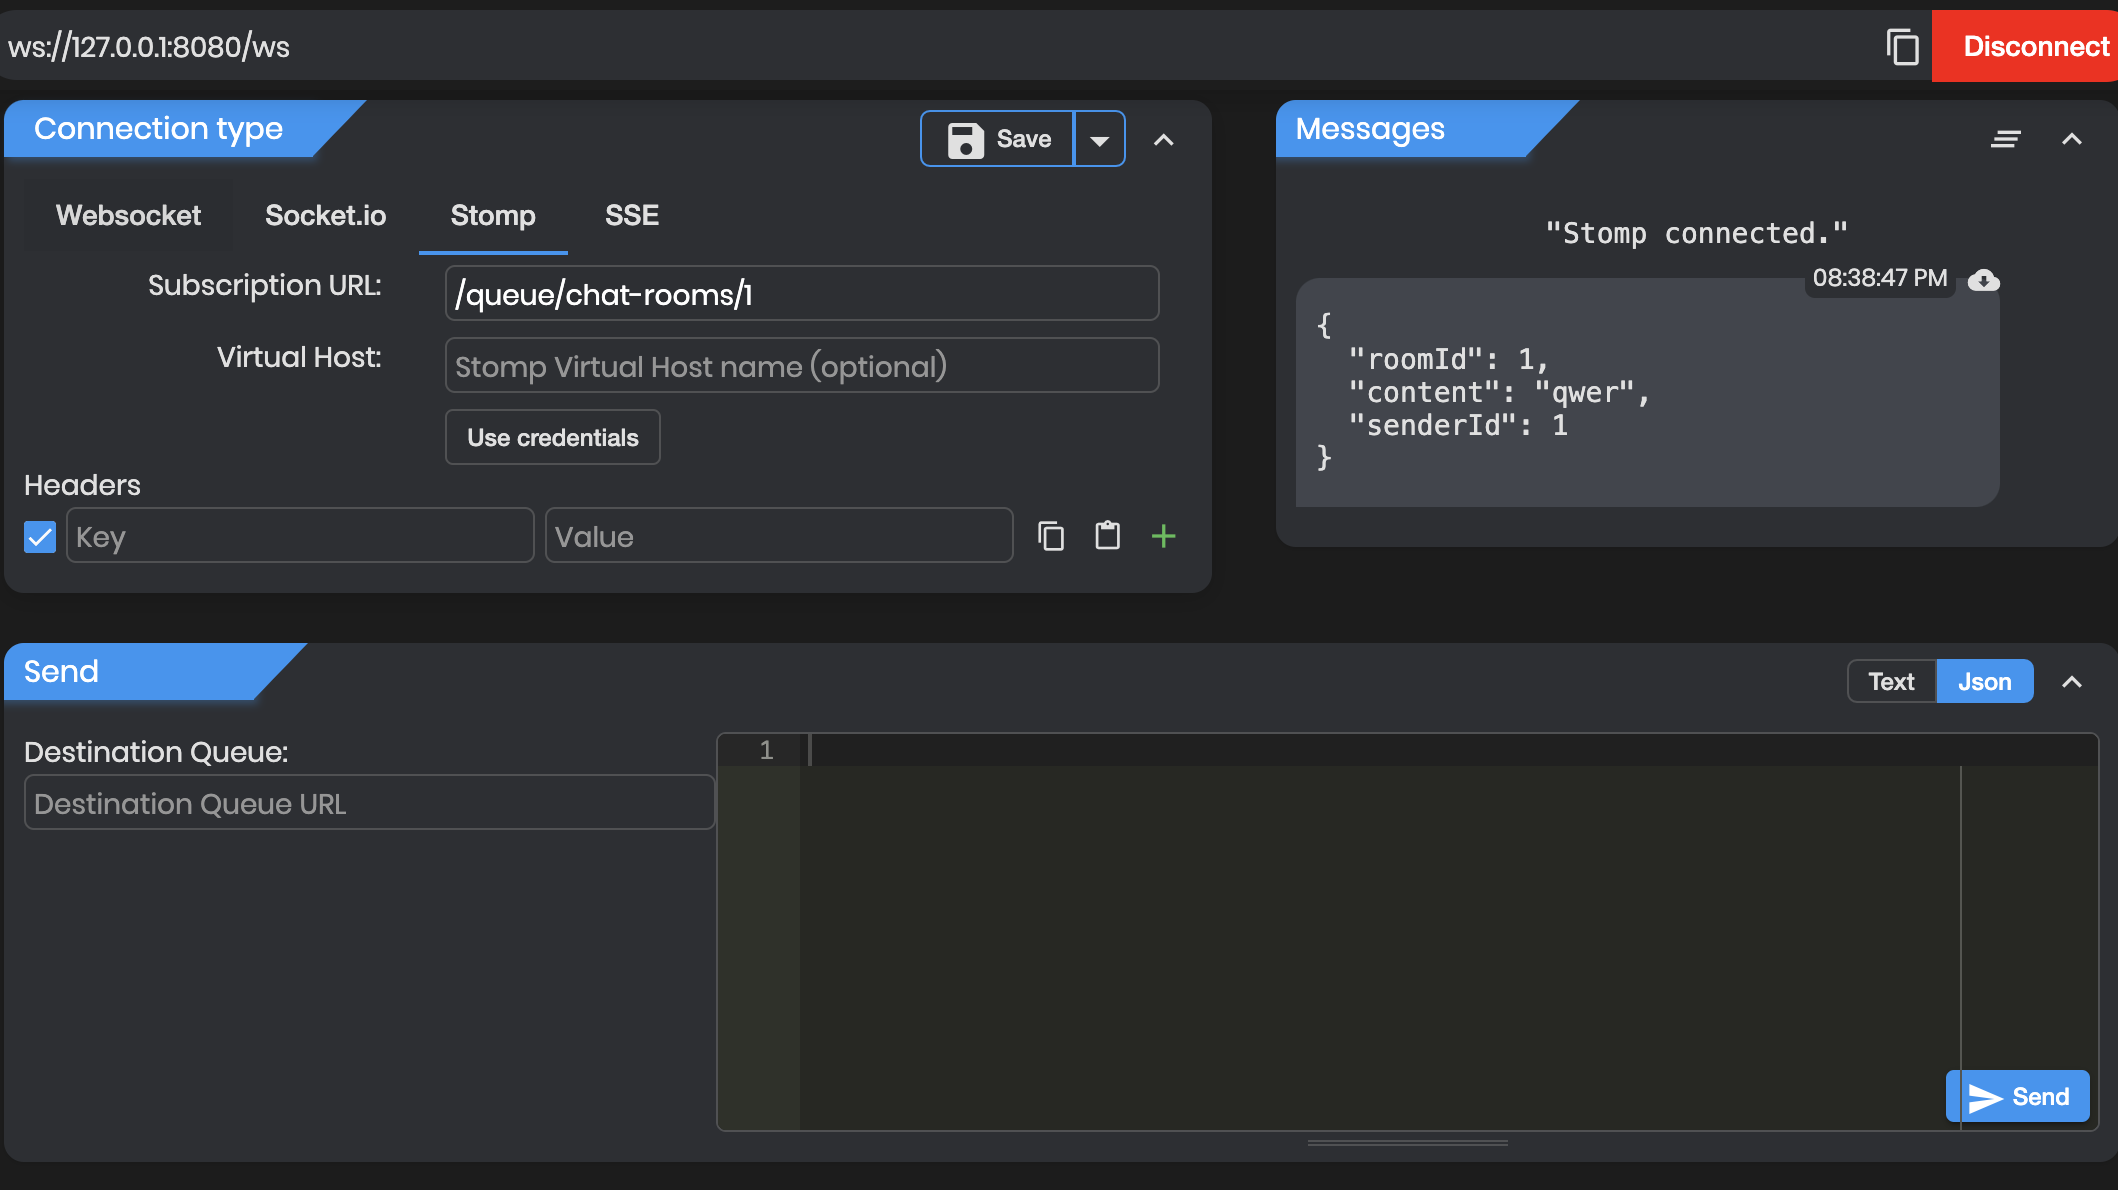 ws://127.0.0.1:8080/ws
Disconnect
Connection type
Save
Websocket
Socket.io
Stomp
SSE
Subscription URL:
/queue/chat-rooms/1
Virtual Host:
Stomp Virtual Host name (optional)
Use credentials
Headers
Key
Value
Messages
"Stomp connected."
08:38:47 PM
{
"roomId": 1,
"content": "qwer",
"senderId": 1
}
Send
Text
Json
Destination Queue:
Destination Queue URL
1
Send